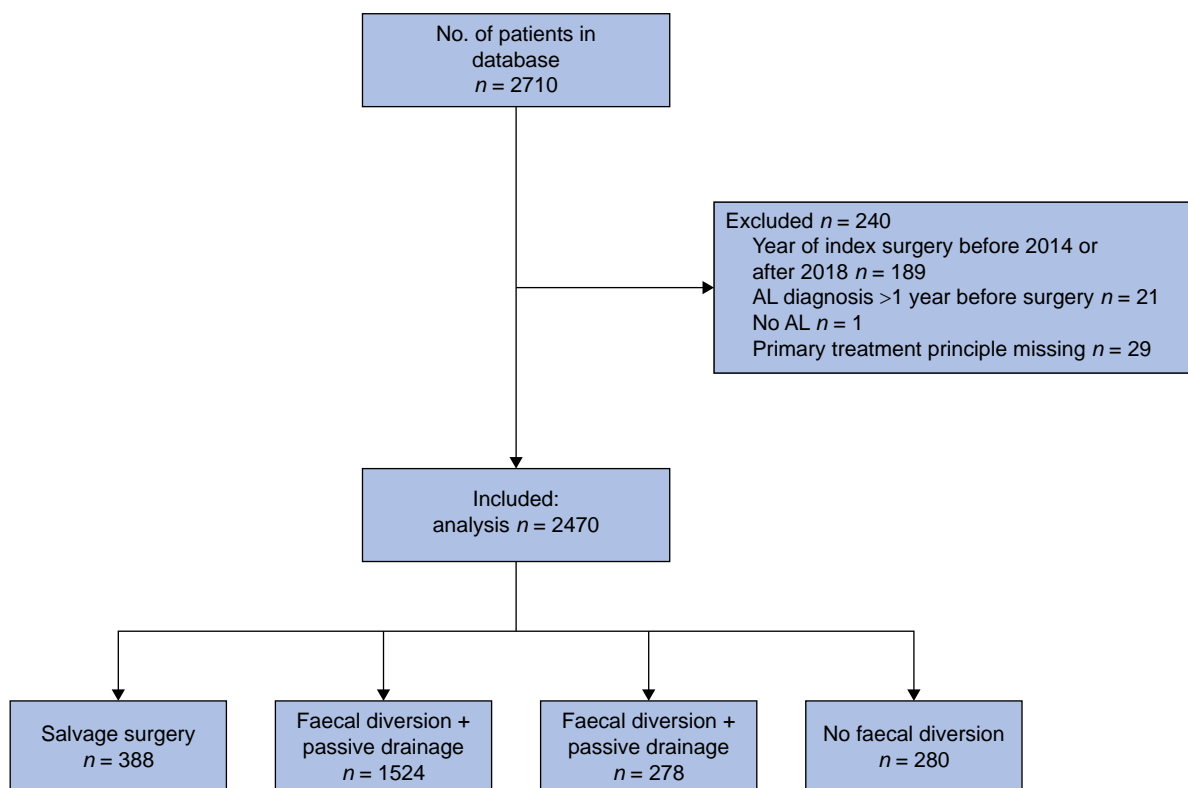 No. of patients in
database
n = 2710
Excluded n = 240
Year of index surgery before 2014 or
after 2018 n = 189
AL diagnosis >1 year before surgery n = 21
No AL n = 1
Primary treatment principle missing n = 29
Included:
analysis n = 2470
Salvage surgery
n = 388
Faecal diversion +
passive drainage
n = 1524
Faecal diversion +
passive drainage
n = 278
No faecal diversion
n = 280